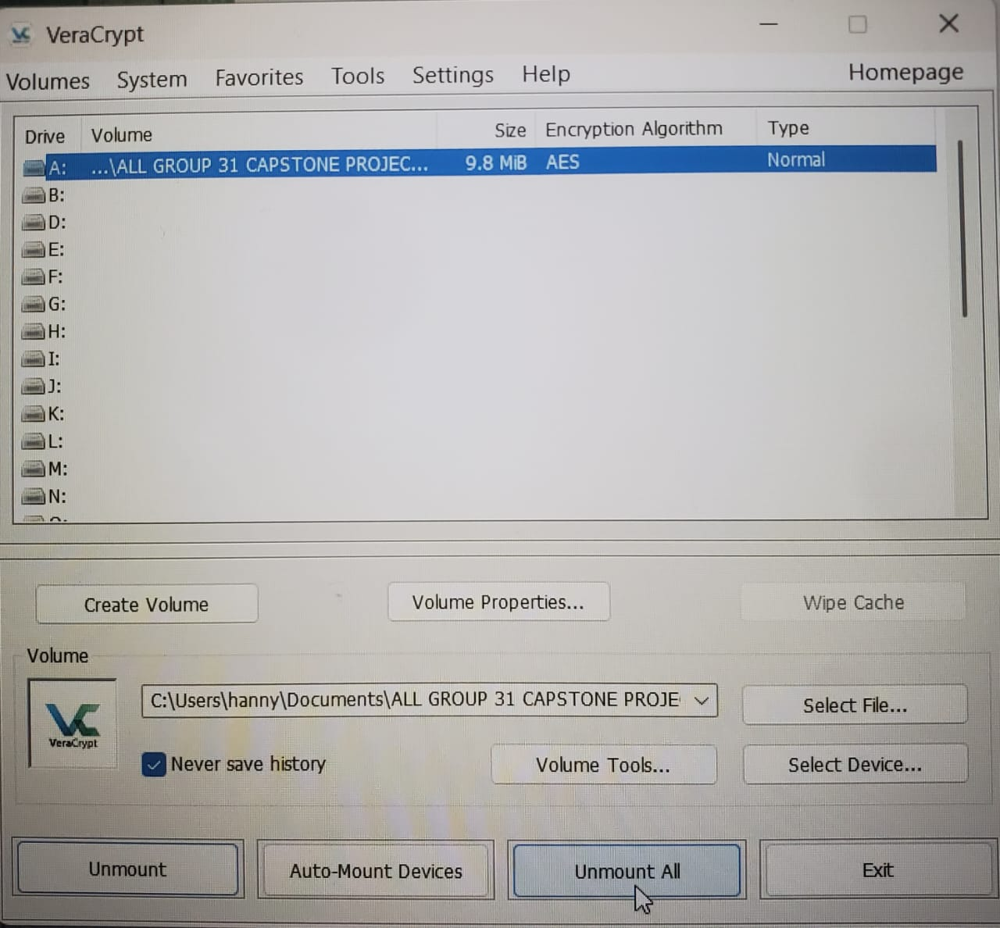 VeraCrypt
Volumes System Favorites Tools Settings Help Homepage
Drive Volume Size Encryption Algorithm Type
A: ...\ALL GROUP 31 CAPSTONE PROJEC... 9.8 MiB AES Normal
B:
D:
E:
F:
G:
H:
I:
J:
K:
L:
M:
N:
Create Volume Volume Properties... Wipe Cache
Volume
C:\Users\hanny\Documents\ALL GROUP 31 CAPSTONE PROJE Select File...
VC
VeraCrypt
Never save history Volume Tools... Select Device...
Unmount Auto-Mount Devices Unmount All Exit